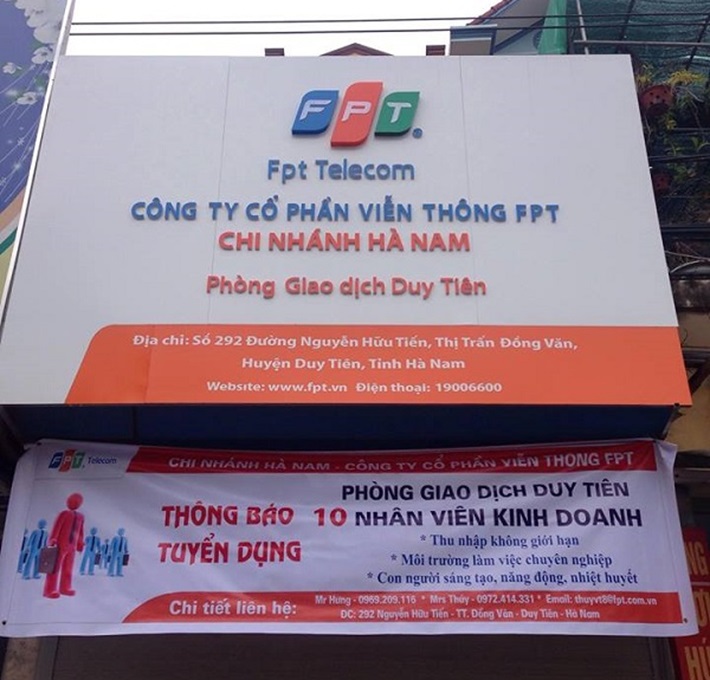 FPT®
Fpt Telecom
CÔNG TY CỔ PHẦN VIỄN THÔNG FPT
CHI NHÁNH HÀ NAM
Phòng Giao dịch Duy Tiên
Địa chỉ: Số 292 Đường Nguyễn Hữu Tiến, Thị Trấn Đồng Văn,
Huyện Duy Tiên, Tỉnh Hà Nam
Website: www.fpt.vn Điện thoại: 19006600
FPT Telecom
CHI NHÁNH HÀ NAM - CÔNG TY CỔ PHẦN VIỄN THÔNG FPT
PHÒNG GIAO DỊCH DUY TIÊN
THÔNG BÁO
TUYỂN DỤNG
10 NHÂN VIÊN KINH DOANH
* Thu nhập không giới hạn
* Môi trường làm việc chuyên nghiệp
* Con người sáng tạo, năng động, nhiệt huyết
Chi tiết liên hệ:
Mr Hưng - 0969.209.116 * Mrs Thúy - 0972.414.331 * Email: thuyvt8@fpt.com.vn
DC: 292 Nguyễn Hữu Tiến - TT. Đồng Văn - Duy Tiên - Hà Nam